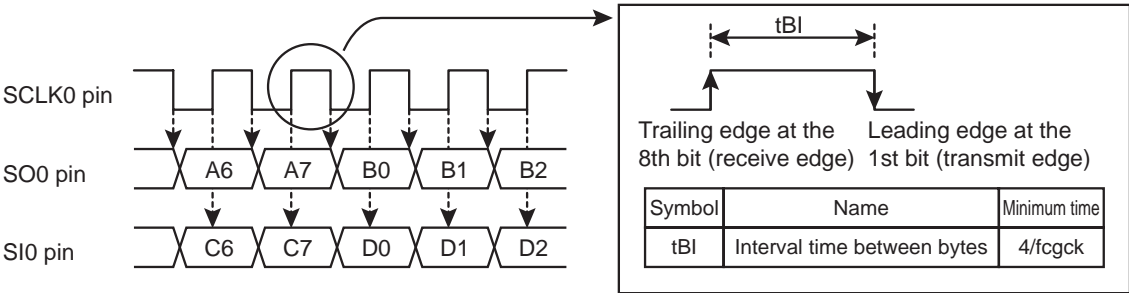 SCLK0 pin
SO0 pin
A6 A7 B0 B1 B2
SI0 pin
C6 C7 D0 D1 D2
tBI
Trailing edge at the
8th bit (receive edge)
Leading edge at the
1st bit (transmit edge)
Symbol Name Minimum time
tBI Interval time between bytes 4/fcgck